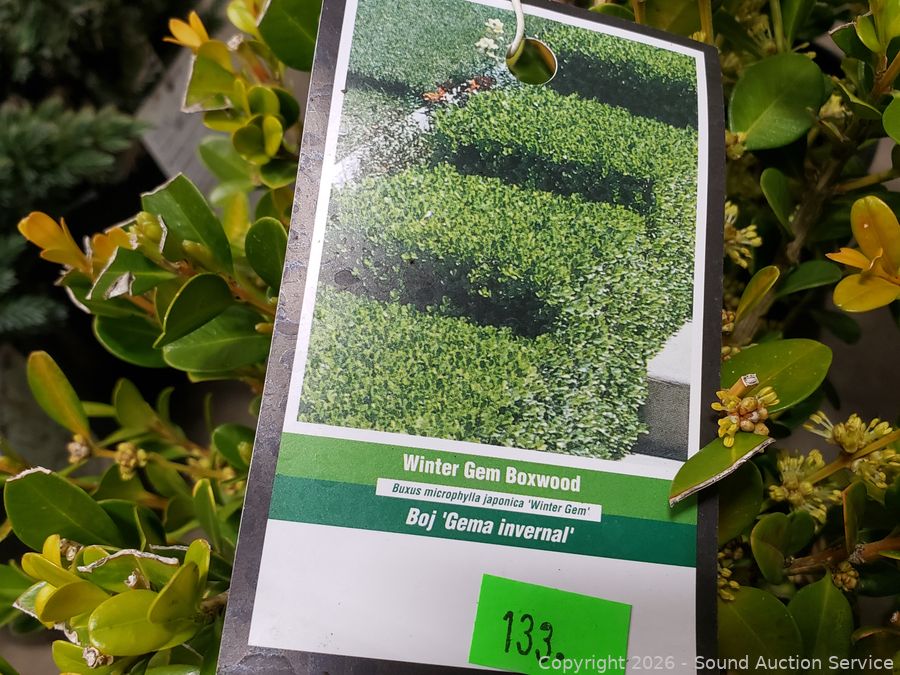 Winter Gem Boxwood
Buxus microphylla japonica 'Winter Gem'
Boj 'Gema invernal'
133.
Copyright © 2026 - Sound Auction Service